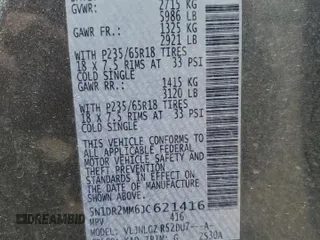 GVWR: 2715 KG
5986 LB
GAWR FR.: 1325 KG
2921 LB
WITH P235/65R18 TIRES
18 X 7.5 RIMS AT 33 PSI
COLD SINGLE
GAWR RR.: 1415 KG
3120 LB
WITH P235/65R18 TIRES
18 X 7.5 RIMS AT 33 PSI
COLD SINGLE
THIS VEHICLE CONFORMS TO
ALL APPLICABLE FEDERAL
MOTOR VEHICLE SAFETY,
BUMPER, AND THEFT
PREVENTION STANDARDS
IN EFFECT ON THE DATE OF
MANUFACTURE SHOWN ABOVE.
5N1DR2MM6JC621416
MPV 416